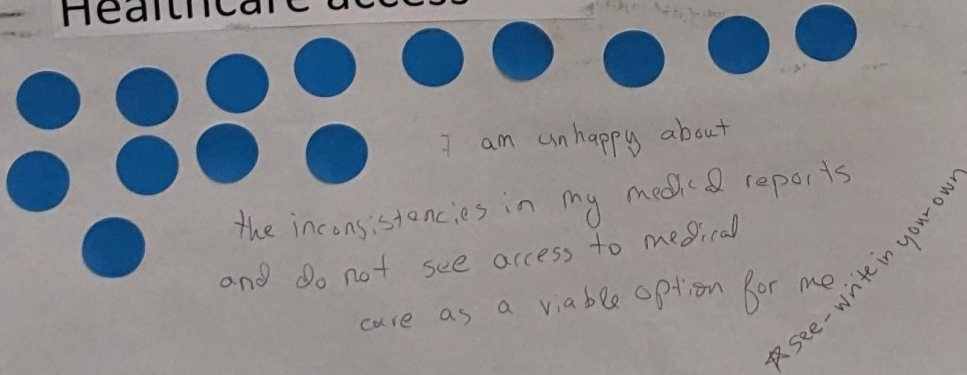 Healthcare access
I am unhappy about
the inconsistancies in my medical reports
and do not see access to medical
care as a viable option for me.
☆ see - write in your own